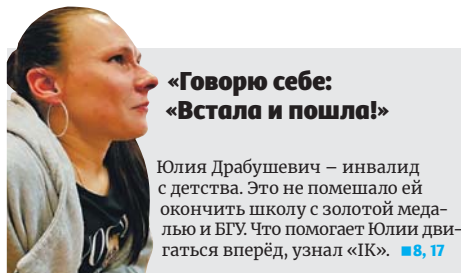 «Говорю себе:
«Встала и пошла!»
Юлия Драбушевич – инвалид
с детства. Это не помешало ей
окончить школу с золотой меда-
лью и БГУ. Что помогает Юлии дви-
гаться вперёд, узнал «IK». ■8, 17